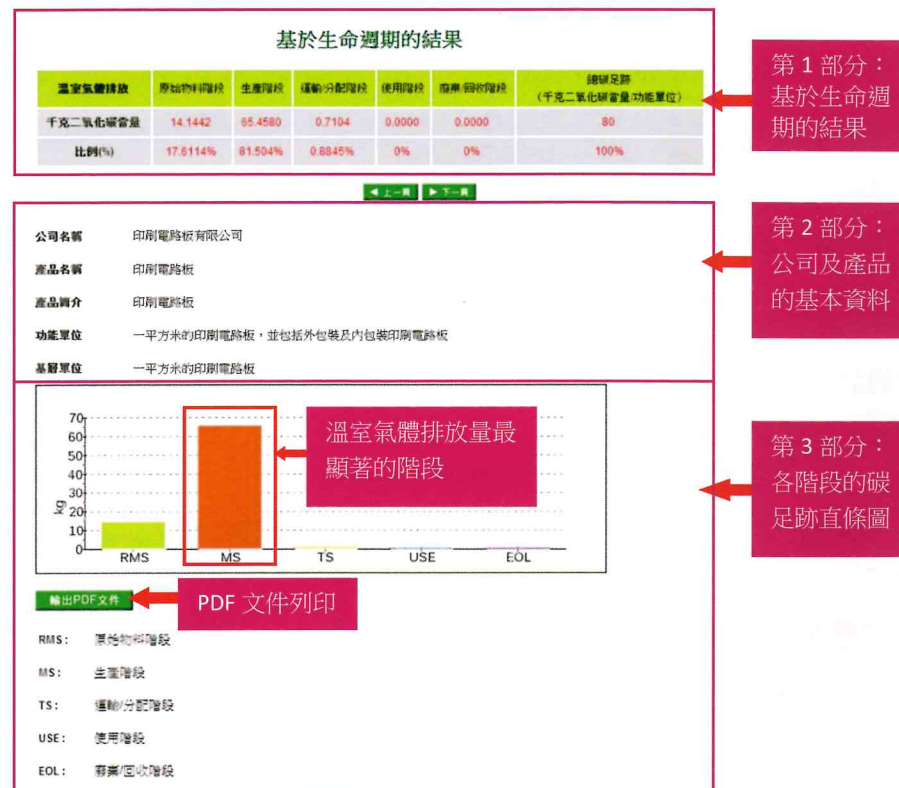 基於生命週期的結果
溫室氣體排放 原始物料階段 生產階段 運輸/分配階段 使用階段 廢棄/回收階段 總碳足跡
(千克二氧化碳當量/功能單位)
千克二氧化碳當量 14.1442 65.4580 0.7104 0.0000 0.0000 80
比例(%) 17.6114% 81.504% 0.8845% 0% 0% 100%
第 1 部分:
基於生命週
期的結果
◀ 上一頁 ▶ 下一頁
公司名稱 印刷電路板有限公司
產品名稱 印刷電路板
產品簡介 印刷電路板
功能單位 一平方米的印刷電路板,並包括外包裝及內包裝印刷電路板
基層單位 一平方米的印刷電路板
第 2 部分:
公司及產品
的基本資料
70
60
50
40
30
20
10
0
kg
RMS MS TS USE EOL
溫室氣體排放量最
顯著的階段
第 3 部分:
各階段的碳
足跡直條圖
輸出PDF文件
PDF 文件列印
RMS: 原始物料階段
MS: 生產階段
TS: 運輸/分配階段
USE: 使用階段
EOL: 廢棄/回收階段